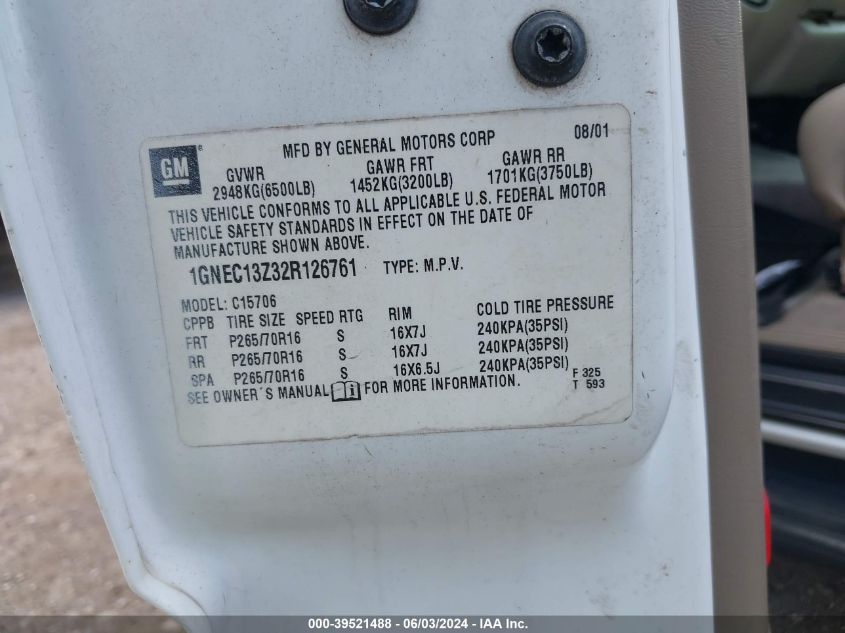 MFD BY GENERAL MOTORS CORP 08/01
GM®
GVWR GAWR FRT GAWR RR
2948KG(6500LB) 1452KG(3200LB) 1701KG(3750LB)
THIS VEHICLE CONFORMS TO ALL APPLICABLE U.S. FEDERAL MOTOR
VEHICLE SAFETY STANDARDS IN EFFECT ON THE DATE OF
MANUFACTURE SHOWN ABOVE.
1GNEC13Z32R126761 TYPE: M.P.V.
MODEL: C15706
CPPB TIRE SIZE SPEED RTG RIM COLD TIRE PRESSURE
FRT P265/70R16 S 16X7J 240KPA(35PSI)
RR P265/70R16 S 16X7J 240KPA(35PSI)
SPA P265/70R16 S 16X6.5J 240KPA(35PSI)
SEE OWNER'S MANUAL FOR MORE INFORMATION.
F 325
T 593
000-39521488 - 06/03/2024 - IAA Inc.